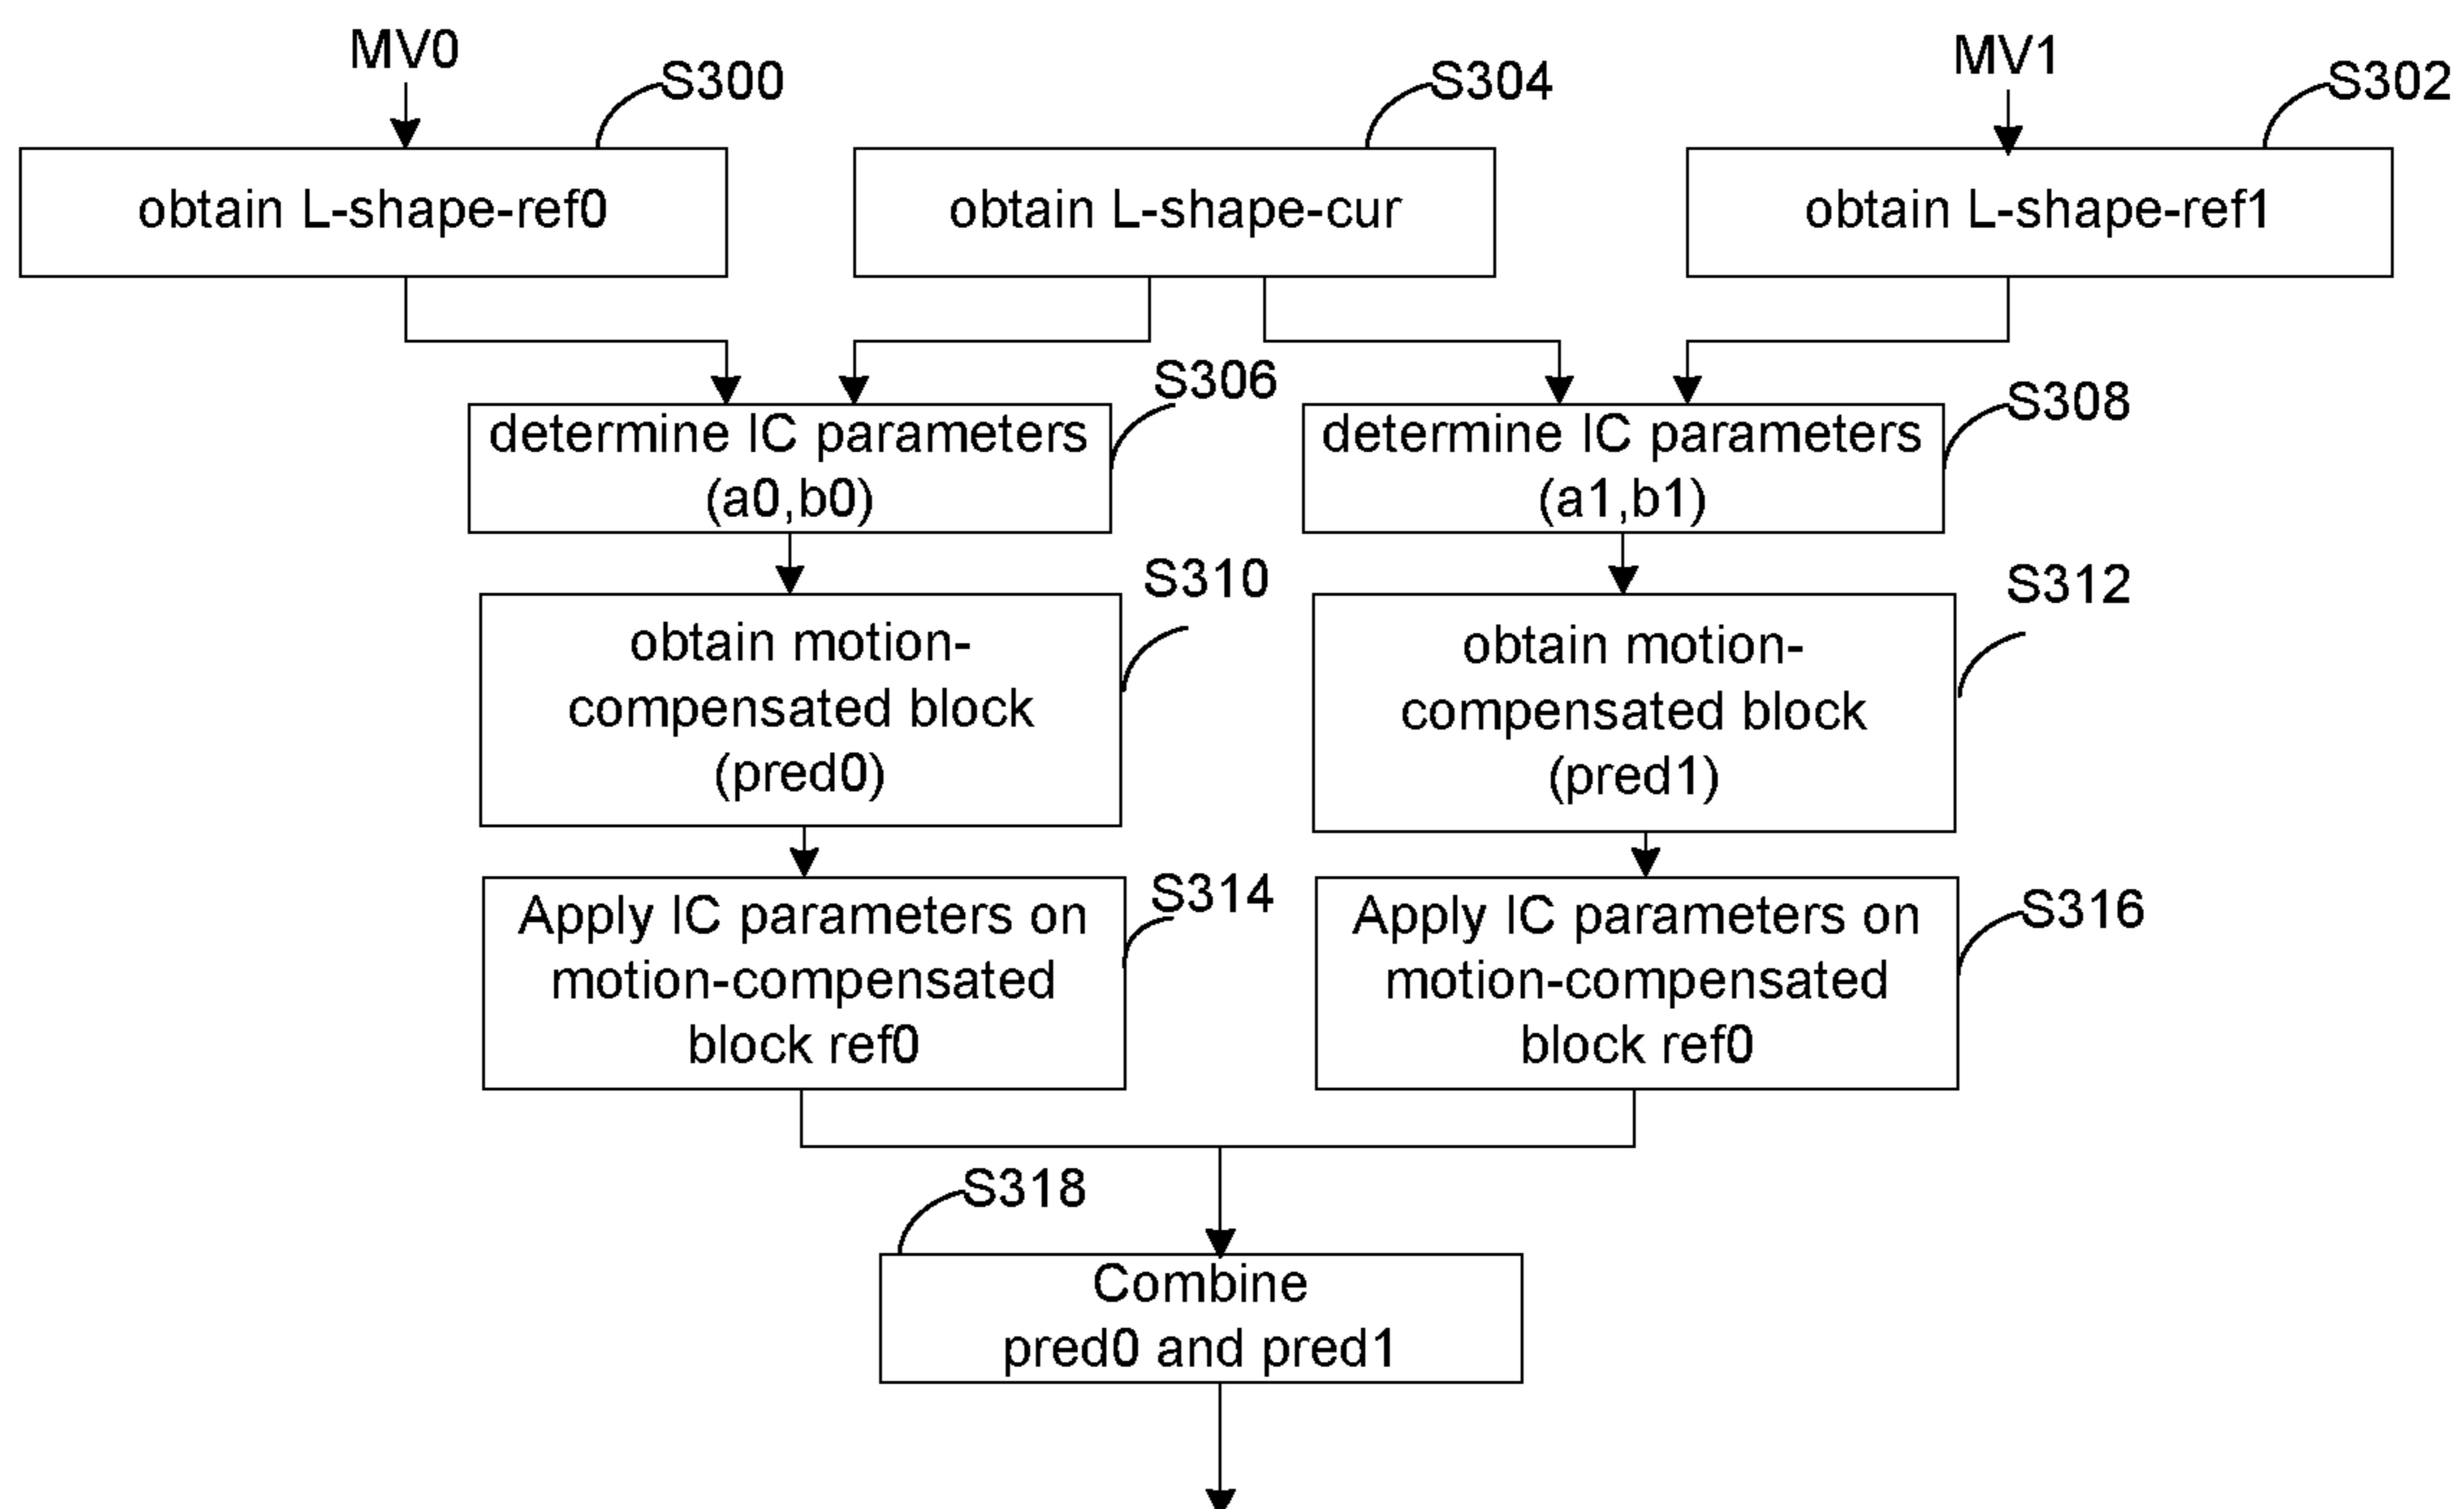 MV0
S300
S304
MV1
S302
obtain L-shape-ref0
obtain L-shape-cur
obtain L-shape-ref1
S306
S308
determine IC parameters
(a0,b0)
determine IC parameters
(a1,b1)
S310
S312
obtain motion-
compensated block
(pred0)
obtain motion-
compensated block
(pred1)
S314
S316
Apply IC parameters on
motion-compensated
block ref0
Apply IC parameters on
motion-compensated
block ref0
S318
Combine
pred0 and pred1